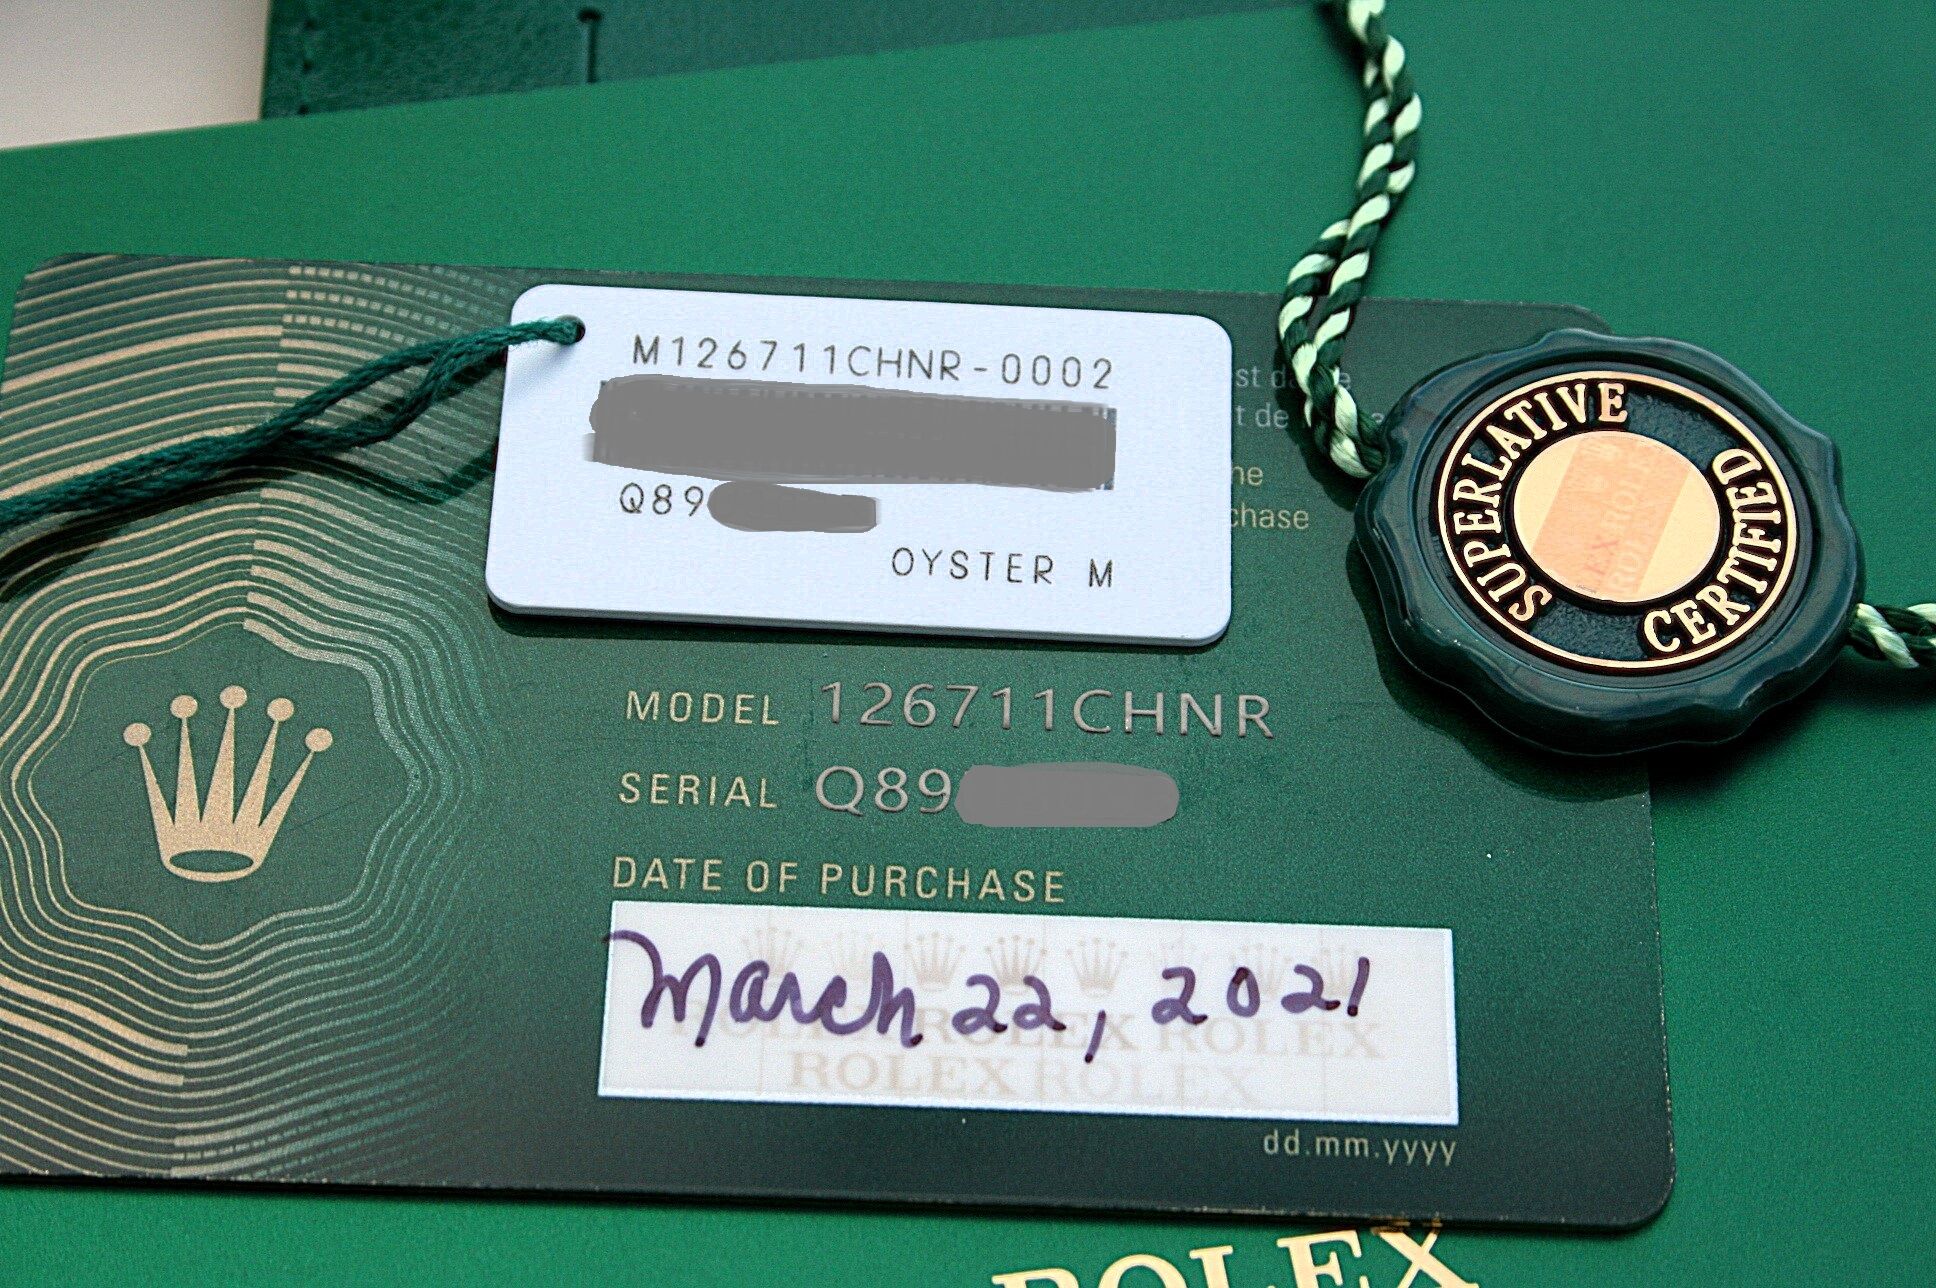 M126711CHNR-0002
Q89
OYSTER M
SUPERLATIVE
CERTIFIED
MODEL 126711CHNR
SERIAL Q89
DATE OF PURCHASE
March 22, 2021
ROLEX ROLEX
ROLEX ROLEX
dd.mm.yyyy
ROLEX